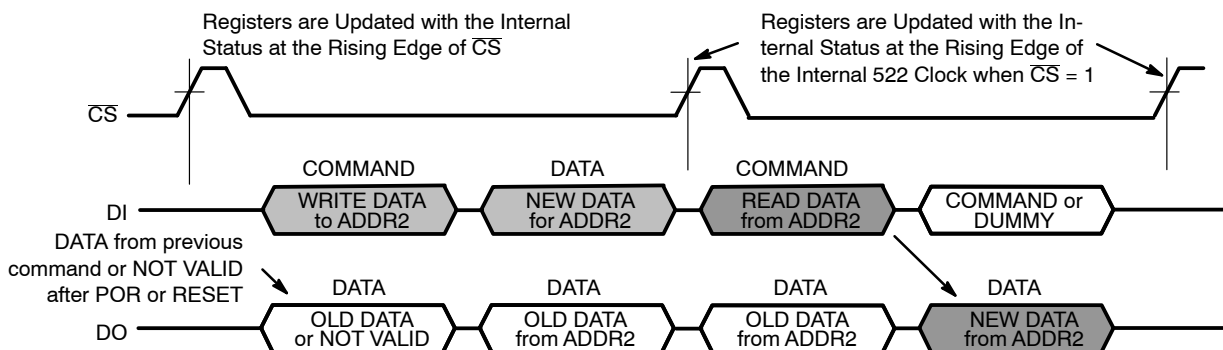 Registers are Updated with the Internal
Status at the Rising Edge of C̅S̅
Registers are Updated with the In-
ternal Status at the Rising Edge of
the Internal 522 Clock when C̅S̅ = 1
C̅S̅
COMMAND
DATA
COMMAND
DI
WRITE DATA
to ADDR2
NEW DATA
for ADDR2
READ DATA
from ADDR2
COMMAND or
DUMMY
DATA from previous
command or NOT VALID
after POR or RESET
DATA
DATA
DATA
DATA
DO
OLD DATA
or NOT VALID
OLD DATA
from ADDR2
OLD DATA
from ADDR2
NEW DATA
from ADDR2